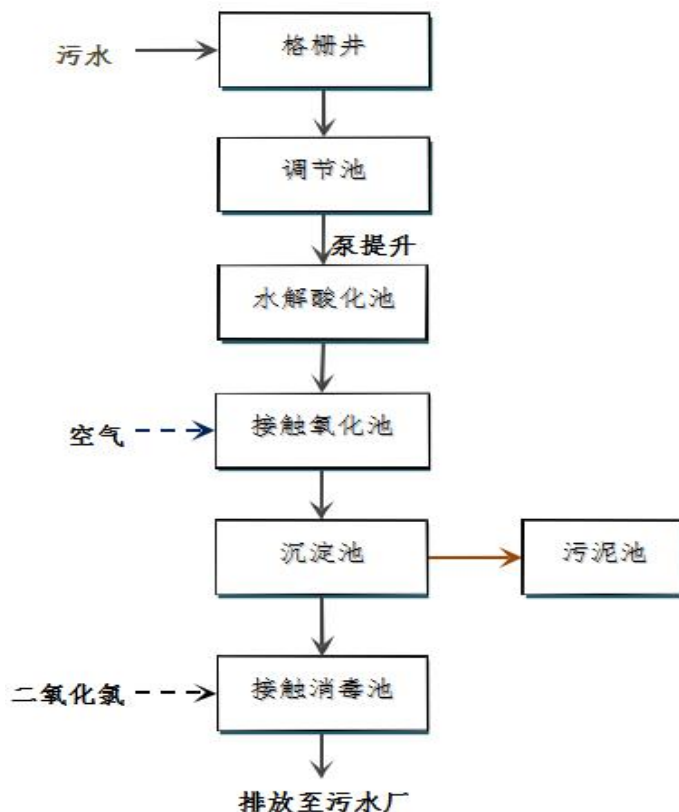 污水
格栅井
调节池
泵提升
水解酸化池
空气
接触氧化池
沉淀池
污泥池
二氧化氯
接触消毒池
排放至污水厂